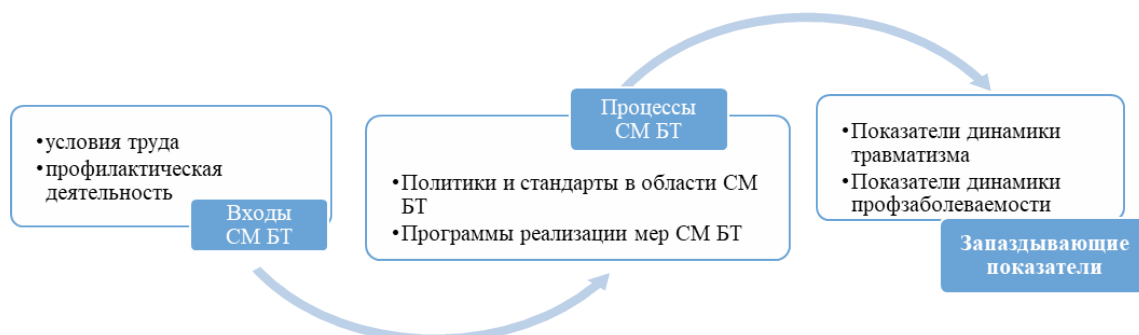 •условия труда
•профилактическая
деятельность
Входы
СМ БТ
Процессы
СМ БТ
•Политики и стандарты в области СМ
БТ
•Программы реализации мер СМ БТ
•Показатели динамики
травматизма
•Показатели динамики
профзаболеваемости
Запаздывающие
показатели